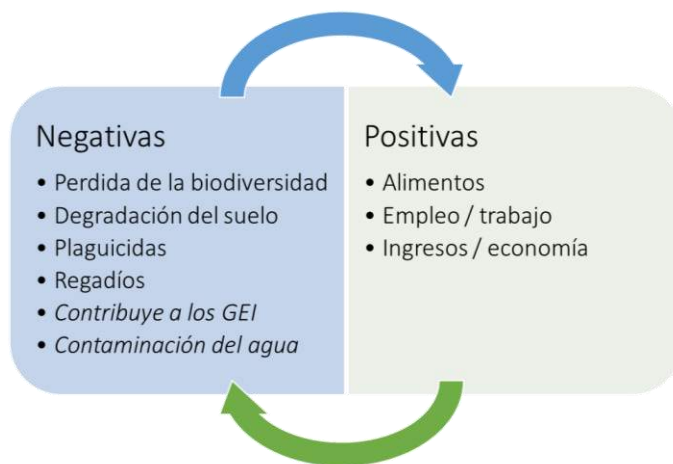 Negativas
• Perdida de la biodiversidad
• Degradación del suelo
• Plaguicidas
• Regadíos
• Contribuye a los GEI
• Contaminación del agua
Positivas
• Alimentos
• Empleo / trabajo
• Ingresos / economía